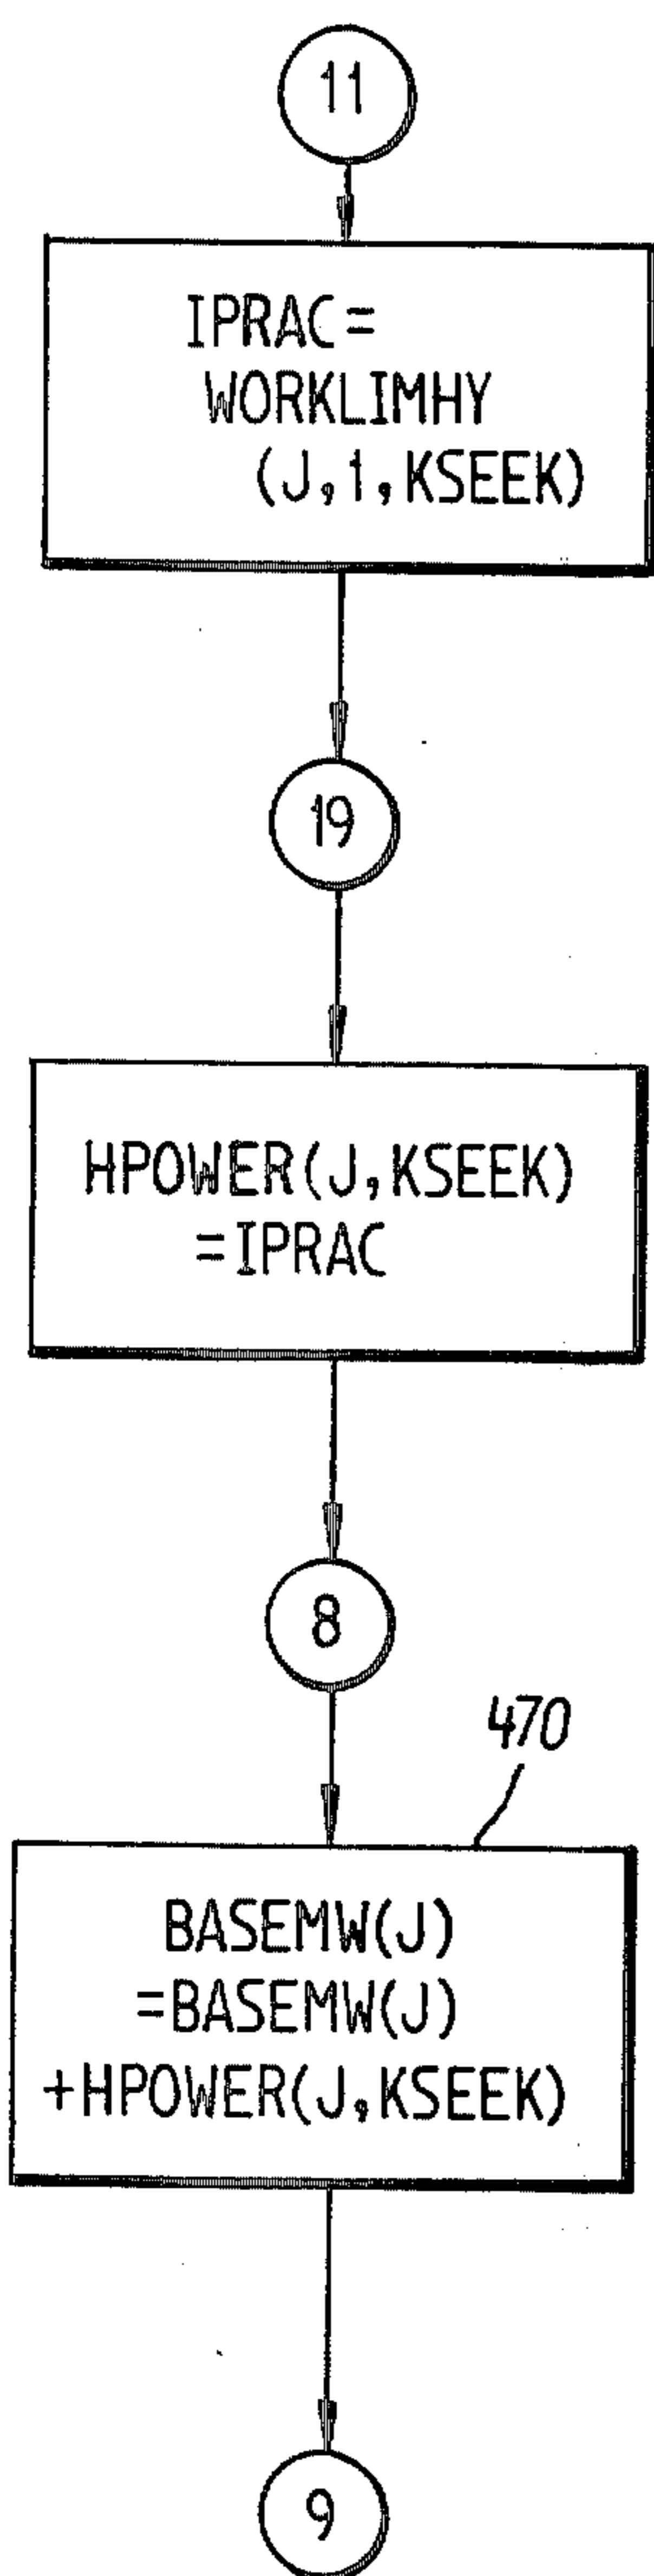 11
IPRAC=
WORKLIMHY
(J,1,KSEEK)
19
HPOWER(J,KSEEK)
=IPRAC
8
470
BASEMW(J)
=BASEMW(J)
+HPOWER(J,KSEEK)
9